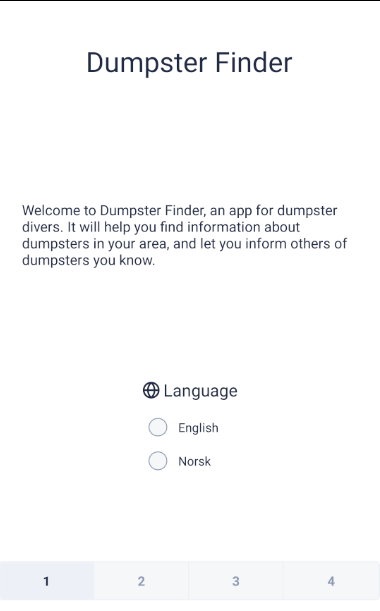 Dumpster Finder
Welcome to Dumpster Finder, an app for dumpster
divers. It will help you find information about
dumpsters in your area, and let you inform others of
dumpsters you know.
Language
English
Norsk
1 2 3 4